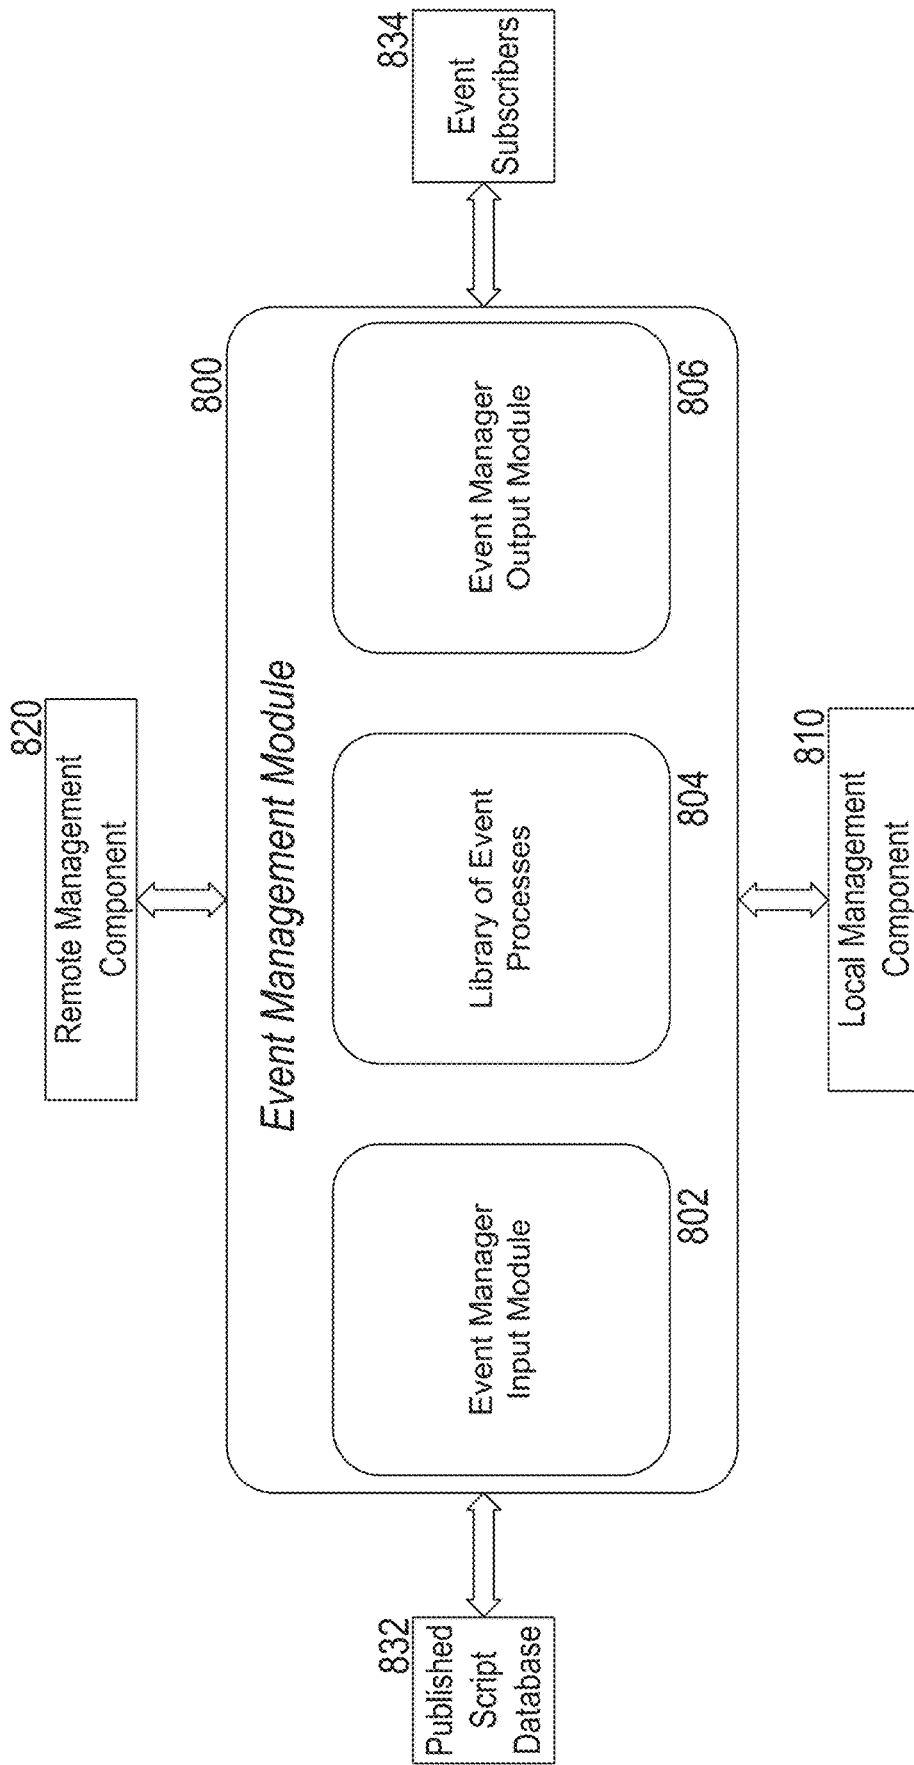 820
Remote Management
Component
800
Event Management Module
832
Published
Script
Database
Event Manager
Input Module
802
Library of Event
Processes
804
Event Manager
Output Module
806
834
Event
Subscribers
810
Local Management
Component